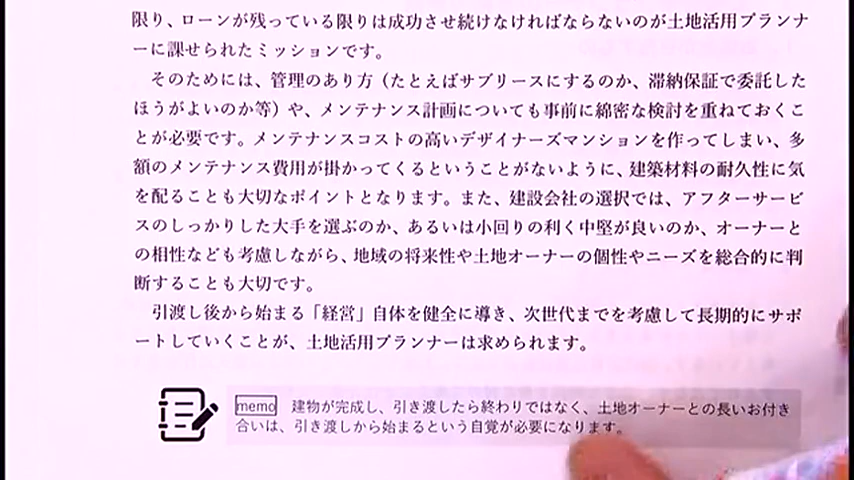 限り、ローンが残っている限りは成功させ続けなければならないのが土地活用プランナ
ーに課せられたミッションです。
そのためには、管理のあり方（たとえばサブリースにするのか、滞納保証で委託した
ほうがよいのか等）や、メンテナンス計画についても事前に綿密な検討を重ねておくこ
とが必要です。メンテナンスコストの高いデザイナーズマンションを作ってしまい、多
額のメンテナンス費用が掛かってくるということがないように、建築材料の耐久性に気
を配ることも大切なポイントとなります。また、建設会社の選択では、アフターサービ
スのしっかりした大手を選ぶのか、あるいは小回りの利く中堅が良いのか、オーナーと
の相性なども考慮しながら、地域の将来性や土地オーナーの個性やニーズを総合的に判
断することも大切です。
引渡し後から始まる「経営」自体を健全に導き、次世代までを考慮して長期的にサポ
ートしていくことが、土地活用プランナーは求められます。
memo 建物が完成し、引き渡したら終わりではなく、土地オーナーとの長いお付き
合いは、引き渡しから始まるという自覚が必要になります。